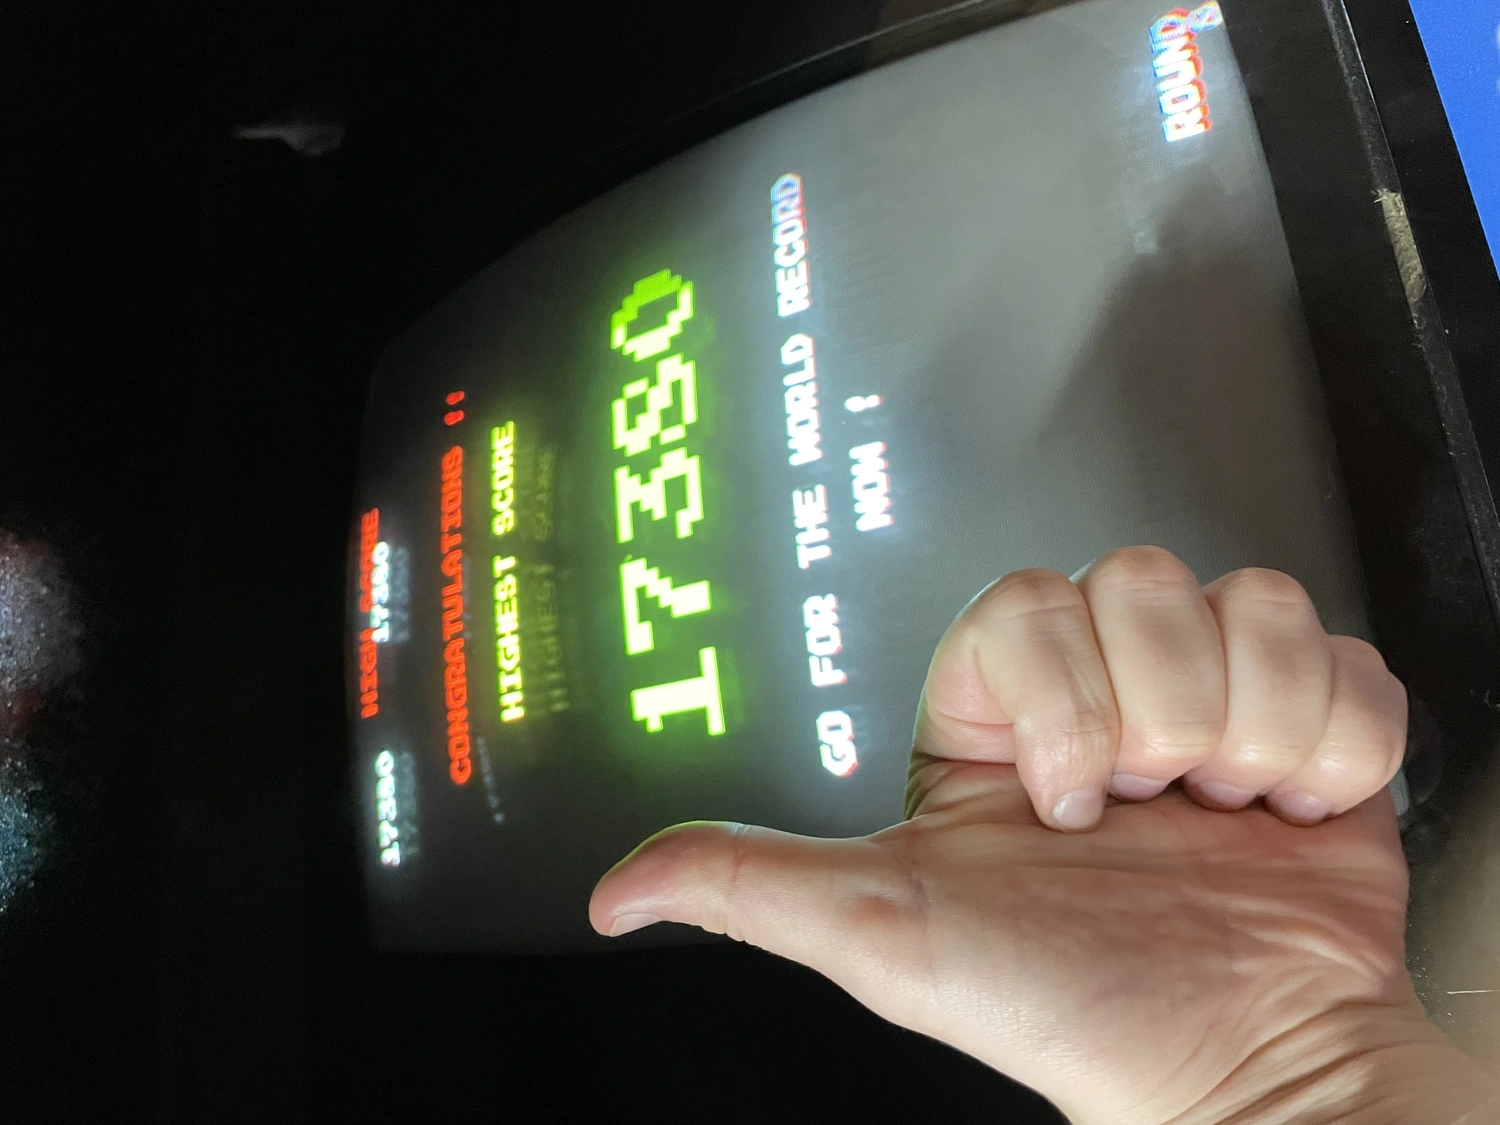 HIGH SCORE
17380 17380
CONGRATULATIONS !!
HIGHEST SCORE
17380
GO FOR THE WORLD RECORD
NOW !
ROUND